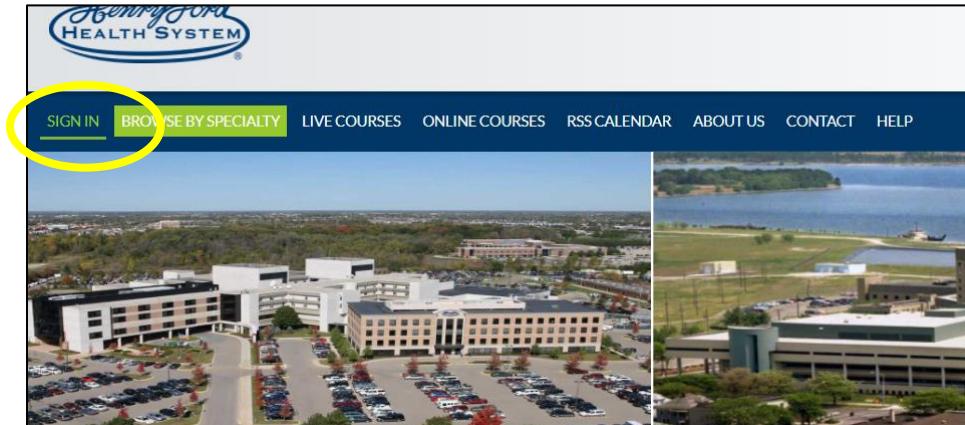 Henry Ford
HEALTH SYSTEM
®
SIGN IN BROWSE BY SPECIALTY LIVE COURSES ONLINE COURSES RSS CALENDAR ABOUT US CONTACT HELP